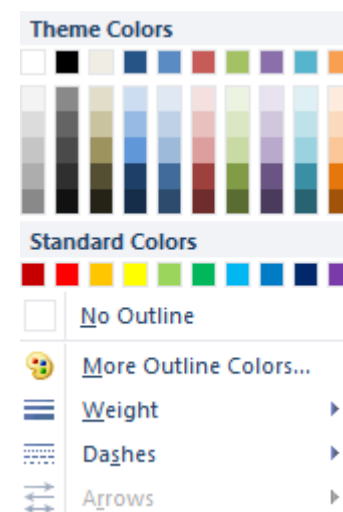 Theme Colors
Standard Colors
No Outline
More Outline Colors...
Weight
Dashes
Arrows